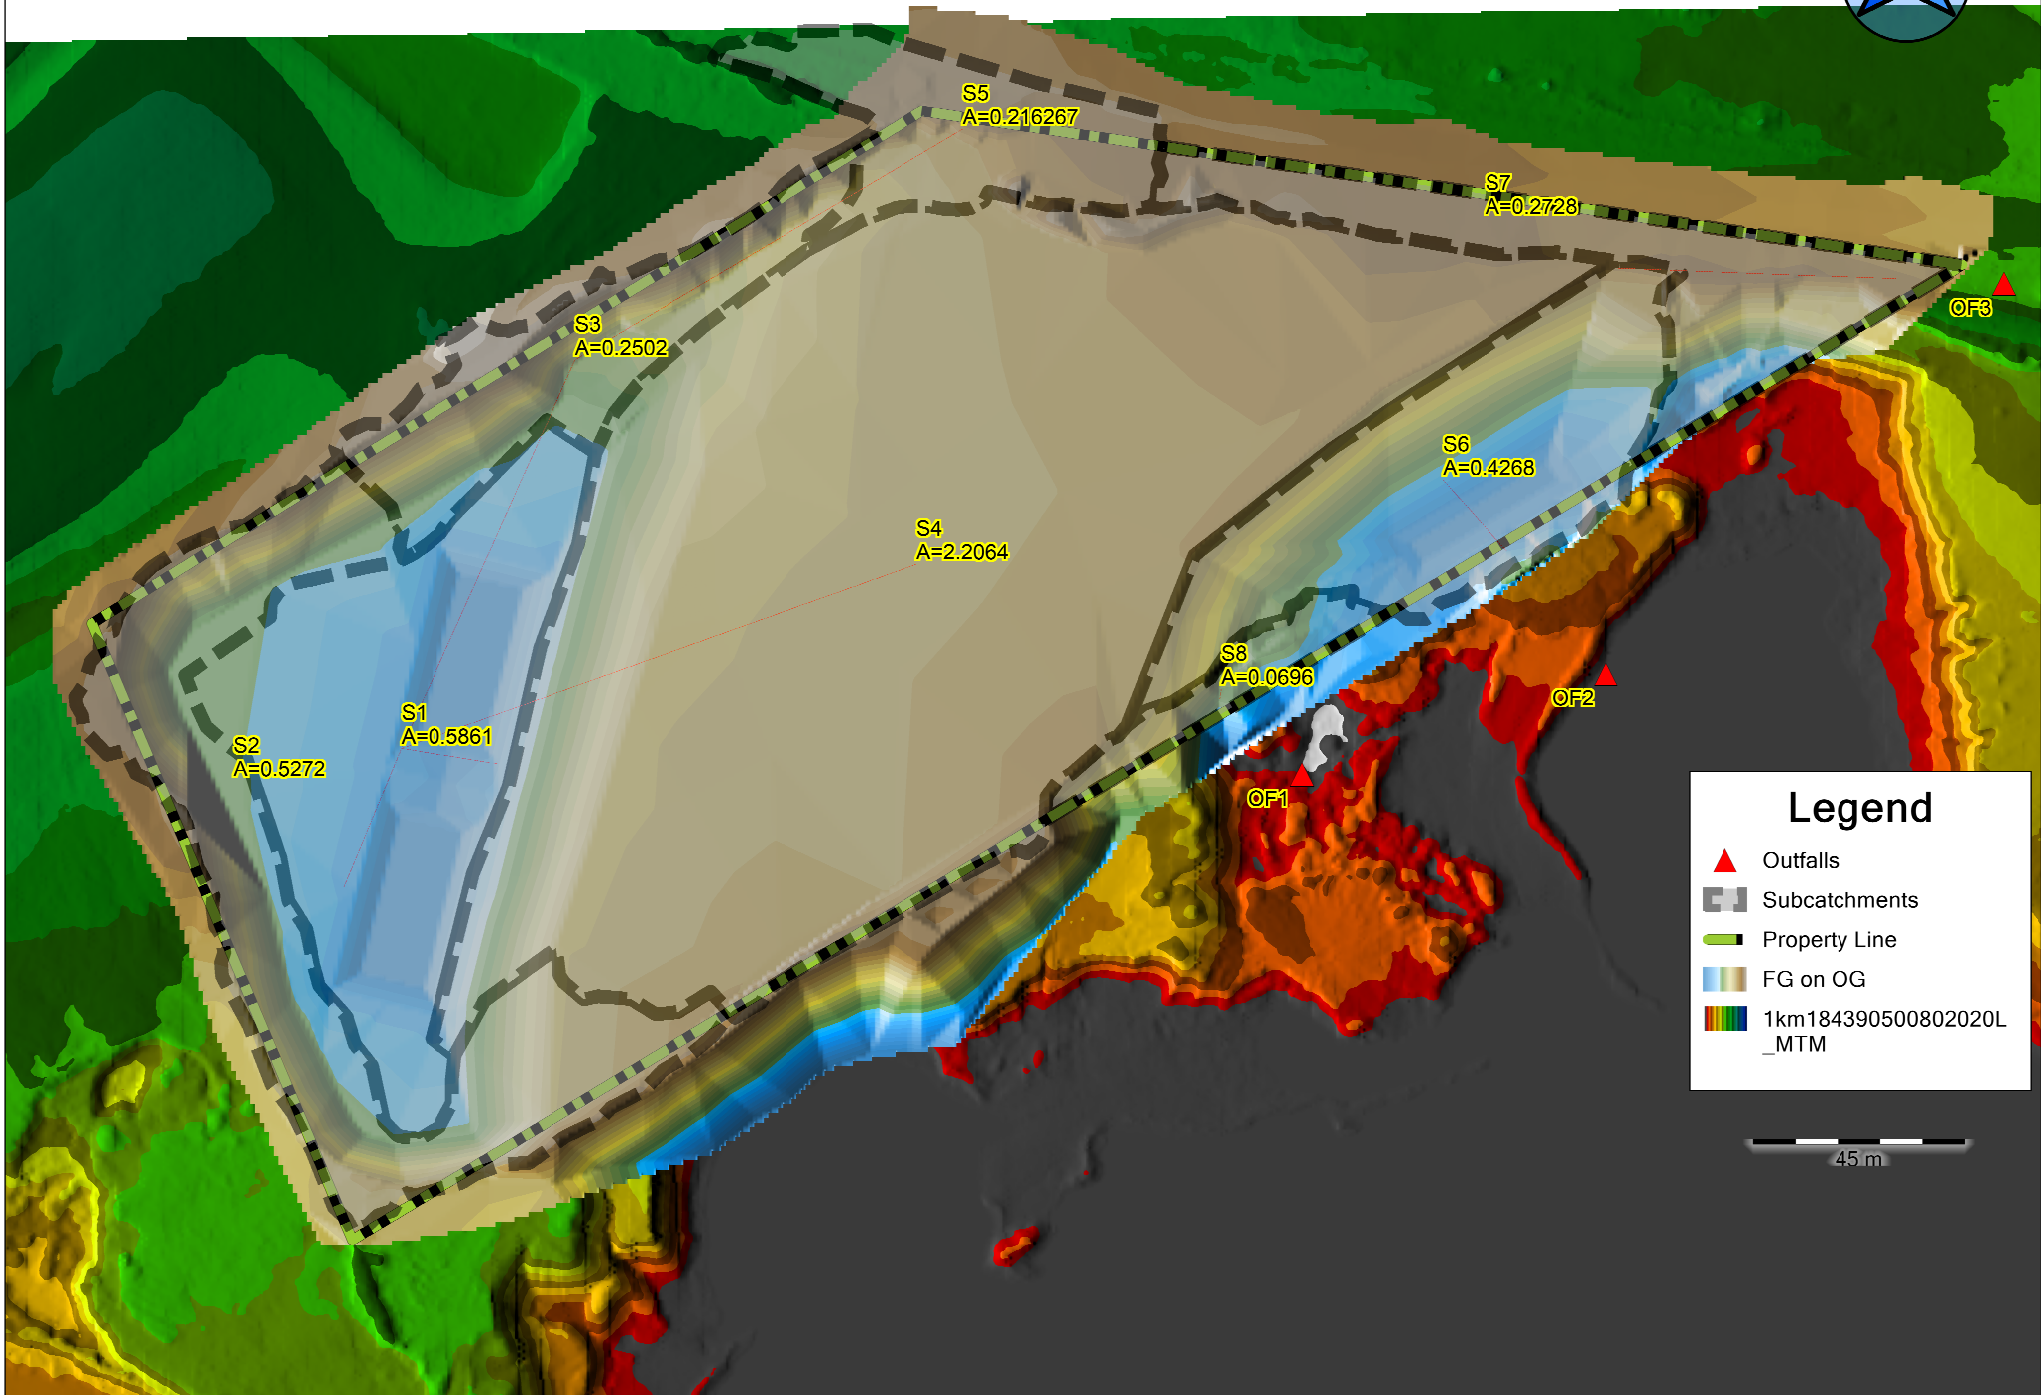 S5
A=0.216267
S7
A=0.2728
OF3
S3
A=0.2502
S6
A=0.4268
S4
A=2.2064
S8
A=0.0696
OF2
S1
A=0.5861
S2
A=0.5272
OF1
Legend
Outfalls
Subcatchments
Property Line
FG on OG
1km184390500802020L
_MTM
45 m